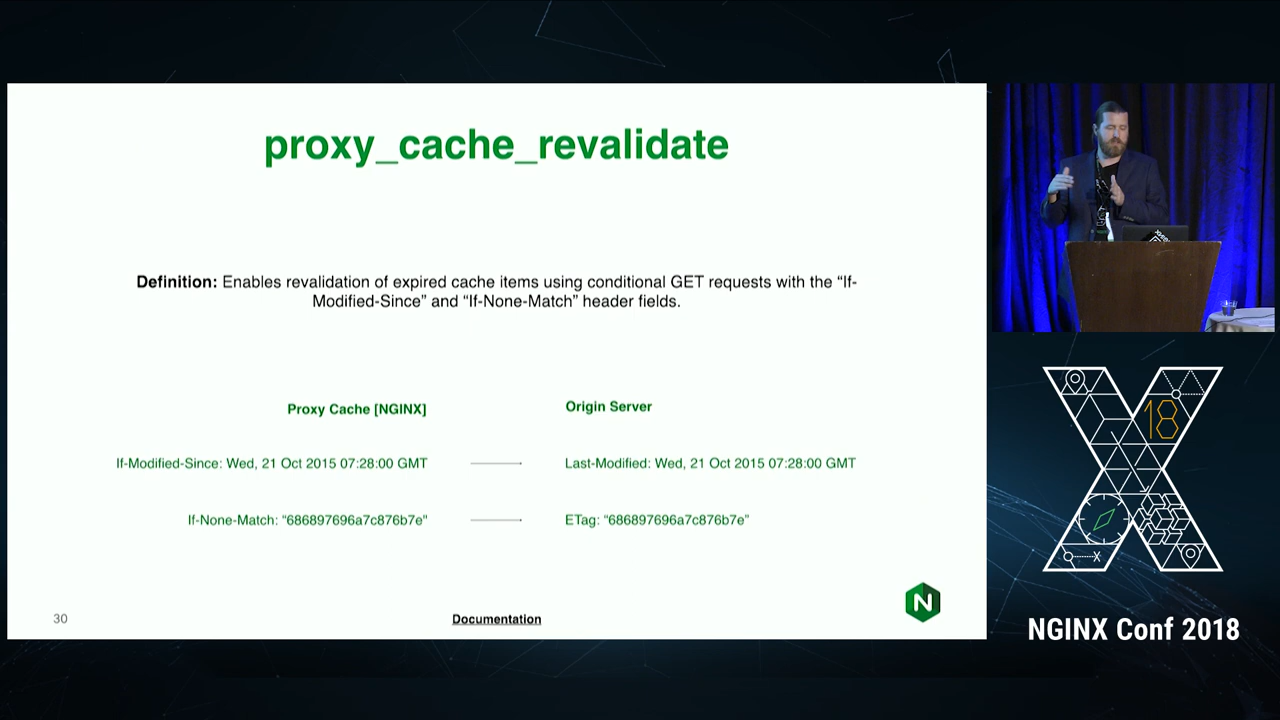 proxy_cache_revalidate
Definition: Enables revalidation of expired cache items using conditional GET requests with the “If-
Modified-Since” and “If-None-Match” header fields.
Proxy Cache [NGINX]
Origin Server
If-Modified-Since: Wed, 21 Oct 2015 07:28:00 GMT
Last-Modified: Wed, 21 Oct 2015 07:28:00 GMT
If-None-Match: “686897696a7c876b7e”
ETag: “686897696a7c876b7e”
N
30
Documentation
18
X
NGINX Conf 2018